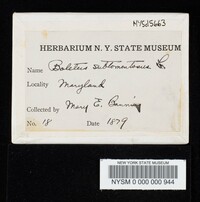 NYSd5663
HERBARIUM N. Y. STATE MUSEUM
Name Boletus subtomentosus L.
Locality Maryland
Collected by Mary E. Banning
No. 18 Date 1879
NEW YORK STATE MUSEUM
NYSM 0 000 000 944